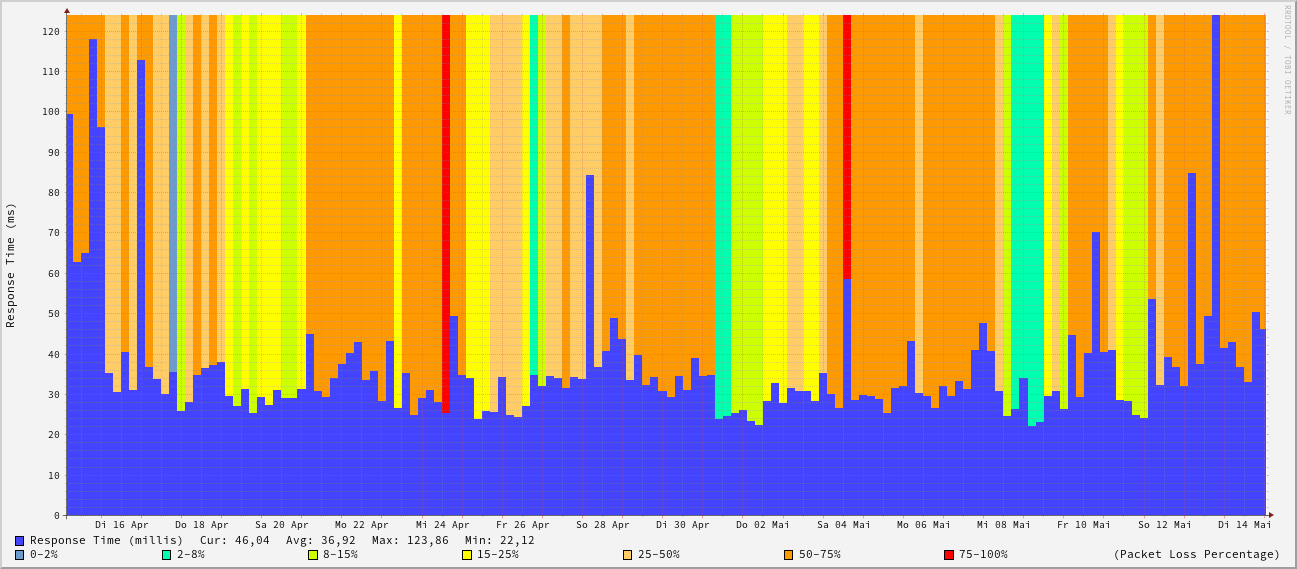 RRDTOOL / TOBI OETIKER
Response Time (ms)
120
110
100
90
80
70
60
50
40
30
20
10
0
Di 16 Apr Do 18 Apr Sa 20 Apr Mo 22 Apr Mi 24 Apr Fr 26 Apr So 28 Apr Di 30 Apr Do 02 Mai Sa 04 Mai Mo 06 Mai Mi 08 Mai Fr 10 Mai So 12 Mai Di 14 Mai
Response Time (millis) Cur: 46,04 Avg: 36,92 Max: 123,86 Min: 22,12
0-2% 2-8% 8-15% 15-25% 25-50% 50-75% 75-100% (Packet Loss Percentage)